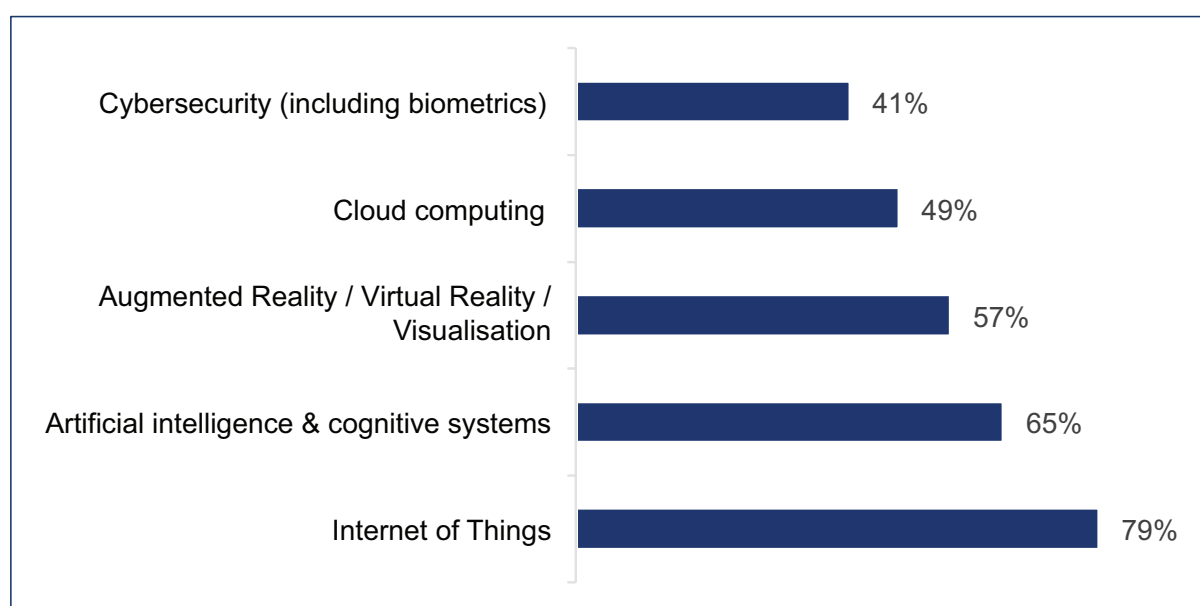 Cybersecurity (including biometrics)
41%
Cloud computing
49%
Augmented Reality / Virtual Reality /
Visualisation
57%
Artificial intelligence & cognitive systems
65%
Internet of Things
79%